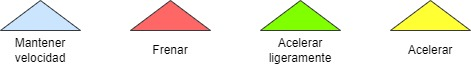 Mantener
velocidad
Frenar
Acelerar
ligeramente
Acelerar